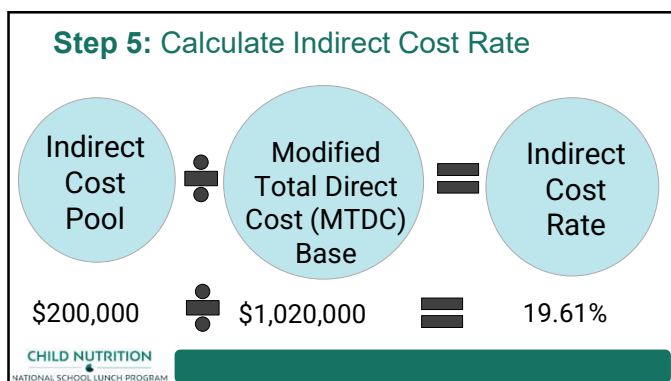 Step 5: Calculate Indirect Cost Rate
Indirect
Cost
Pool
÷
Modified
Total Direct
Cost (MTDC)
Base
=
Indirect
Cost
Rate
$200,000 ÷ $1,020,000 = 19.61%
CHILD NUTRITION
NATIONAL SCHOOL LUNCH PROGRAM